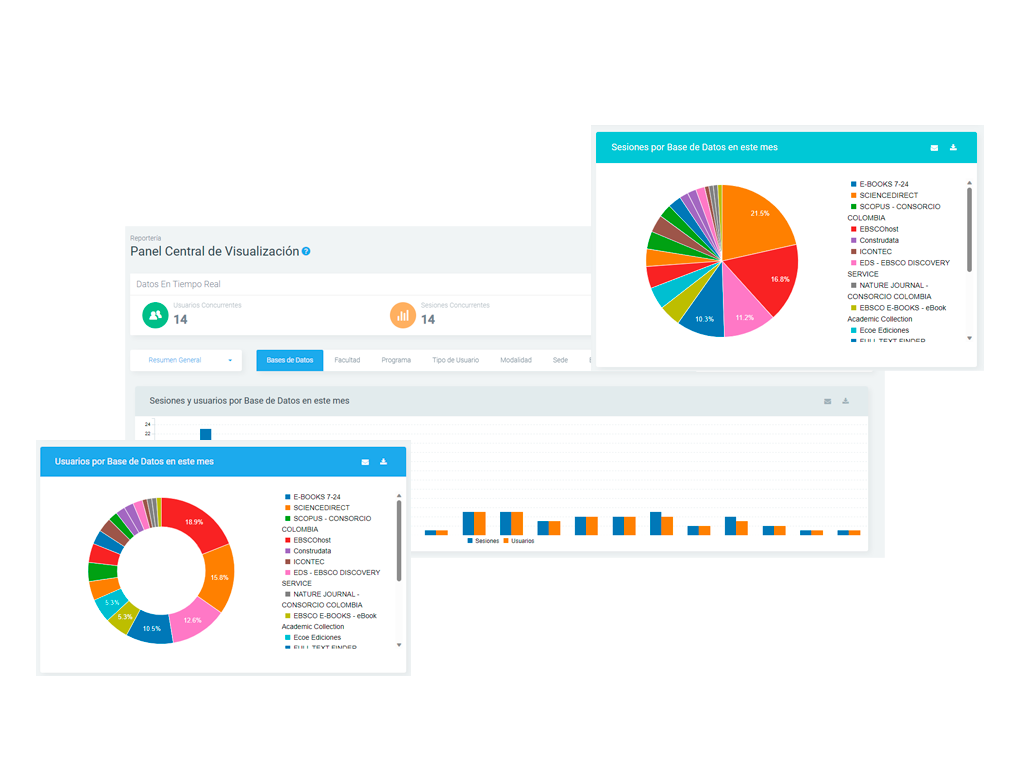 Sesiones por Base de Datos en este mes
21.5%
16.8%
11.2%
10.3%
E-BOOKS 7-24
SCIENCEDIRECT
SCOPUS - CONSORCIO
COLOMBIA
EBSCOhost
Construdata
ICONTEC
EDS - EBSCO DISCOVERY
SERVICE
NATURE JOURNAL -
CONSORCIO COLOMBIA
EBSCO E-BOOKS - eBook
Academic Collection
Ecoe Ediciones
FULL TEXT FINDER
Reportería
Panel Central de Visualización
Datos En Tiempo Real
Usuarios Concurrentes
14
Sesiones Concurrentes
14
Resumen General
Bases de Datos
Facultad
Programa
Tipo de Usuario
Modalidad
Sede
Sesiones y usuarios por Base de Datos en este mes
24
22
Sesiones
Usuarios
Usuarios por Base de Datos en este mes
18.9%
15.8%
12.6%
10.5%
5.3%
5.3%
E-BOOKS 7-24
SCIENCEDIRECT
SCOPUS - CONSORCIO
COLOMBIA
EBSCOhost
Construdata
ICONTEC
EDS - EBSCO DISCOVERY
SERVICE
NATURE JOURNAL -
CONSORCIO COLOMBIA
EBSCO E-BOOKS - eBook
Academic Collection
Ecoe Ediciones
FULL TEXT FINDER